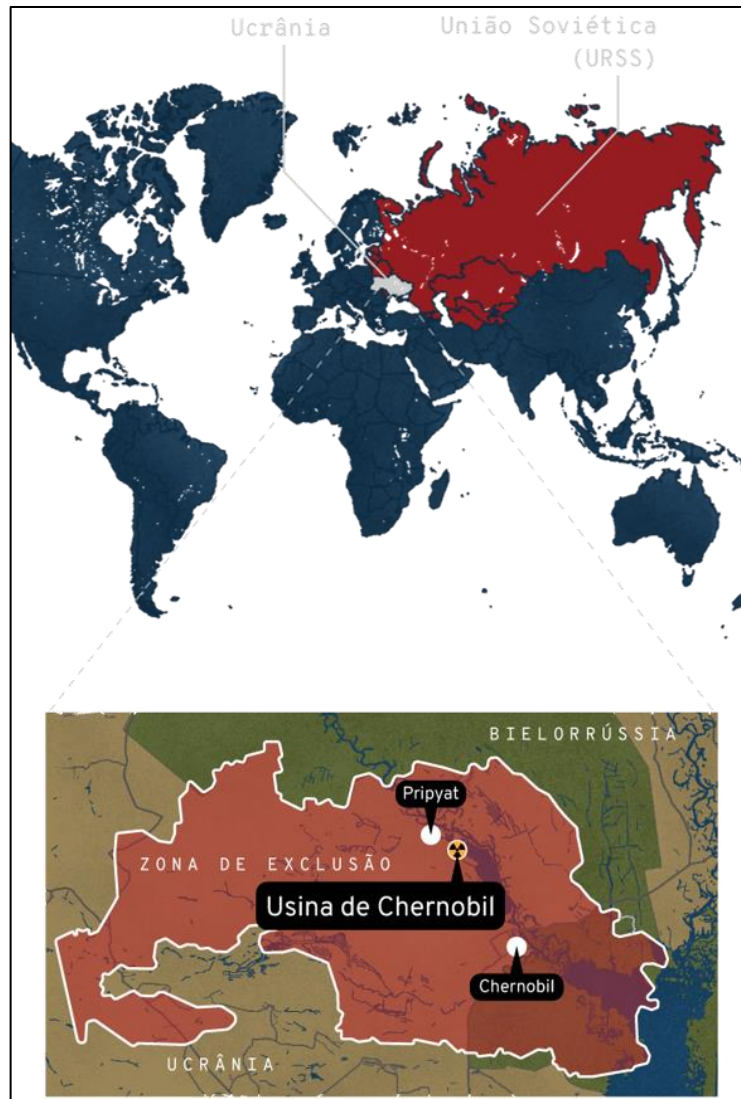 Ucrânia
União Soviética
(URSS)
BIELORRÚSSIA
Pripyat
ZONA DE EXCLUSÃO
Usina de Chernobil
Chernobil
UCRÂNIA